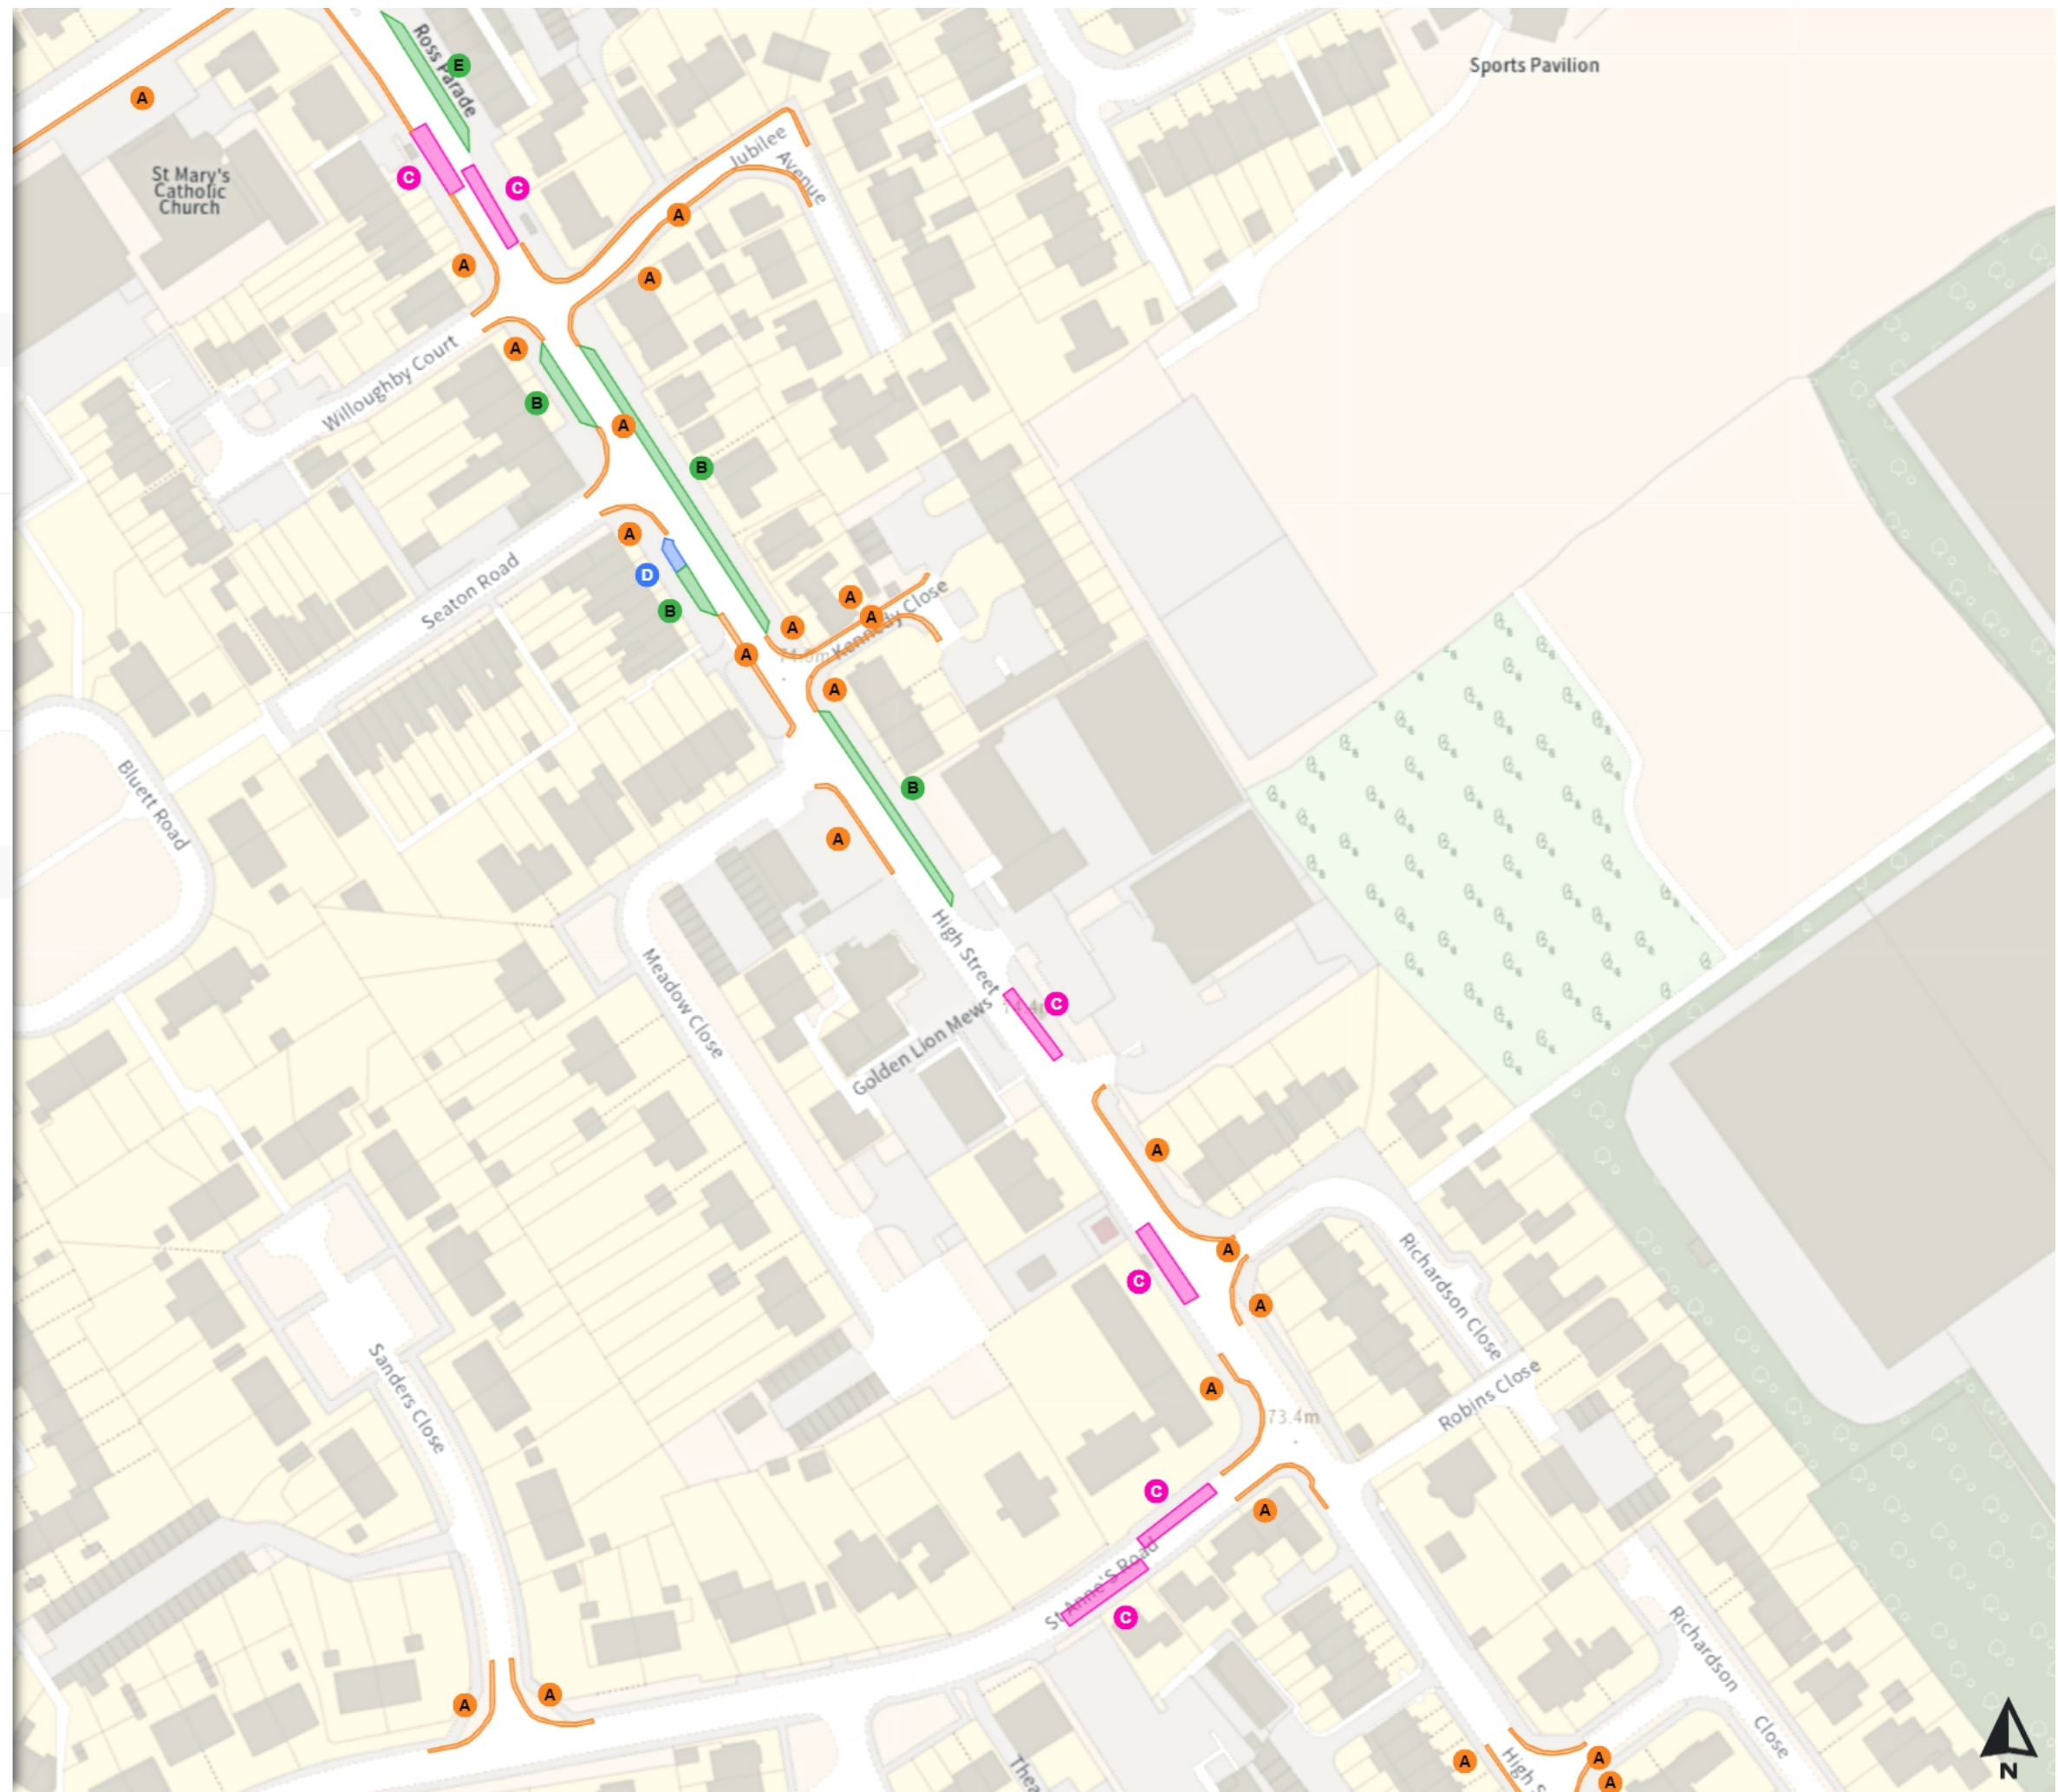 Ross Parade
E
Sports Pavilion
A
St Mary's
Catholic
Church
C
C
Jubilee
Avenue
A
A
A
A
Willoughby Court
B
A
B
A
Seaton Road
D
B
A
A
A
Kennedy Close
A
A
A
Bluett Road
B
A
High Street
Meadow Close
C
Golden Lion Mews
A
A
C
A
Richardson Close
Sanders Close
A
73.4m
Robins Close
C
A
St Anne'S Road
C
Richardson
Close
A
A
A
A
A
N